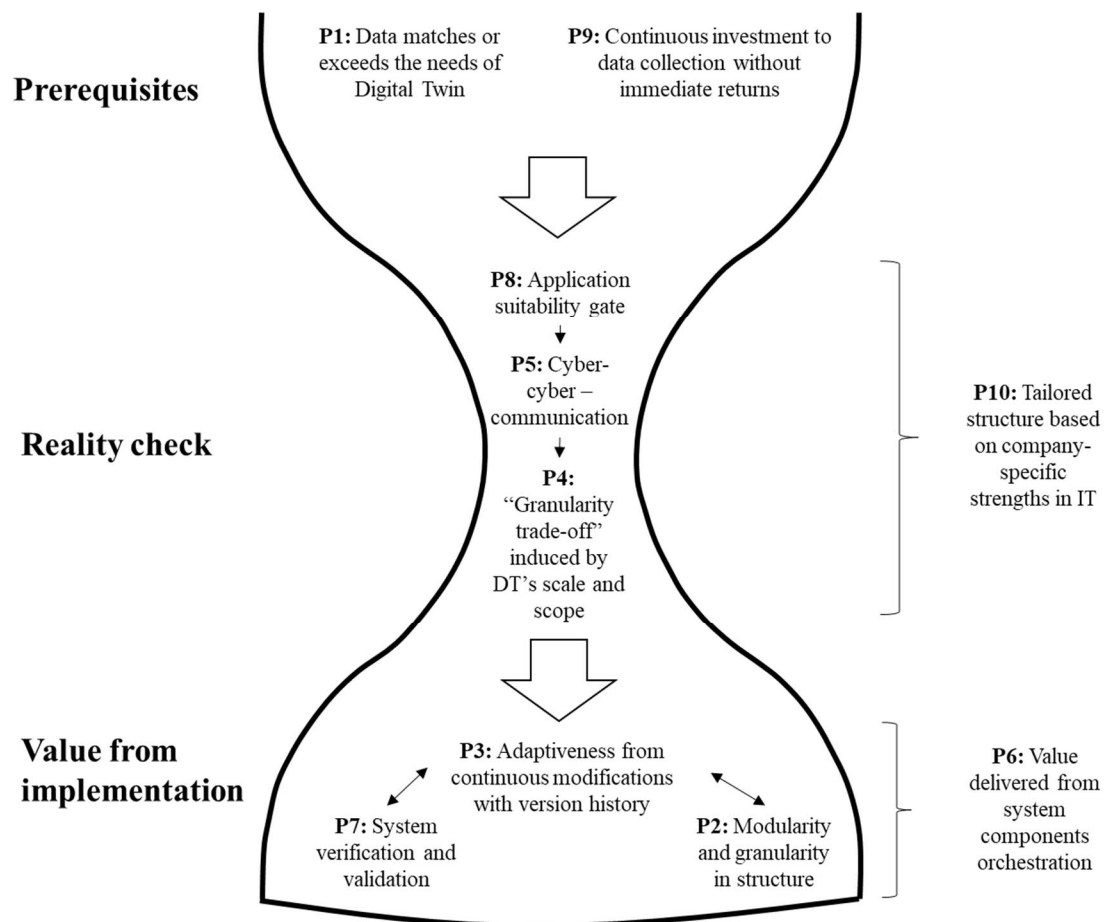 Prerequisites
P1: Data matches or
exceeds the needs of
Digital Twin
P9: Continuous investment to
data collection without
immediate returns
Reality check
P8: Application
suitability gate
P5: Cyber-
cyber –
communication
P4:
“Granularity
trade-off”
induced by
DT’s scale and
scope
P10: Tailored
structure based
on company-
specific
strengths in IT
Value from
implementation
P3: Adaptiveness from
continuous modifications
with version history
P7: System
verification and
validation
P2: Modularity
and granularity
in structure
P6: Value
delivered from
system
components
orchestration